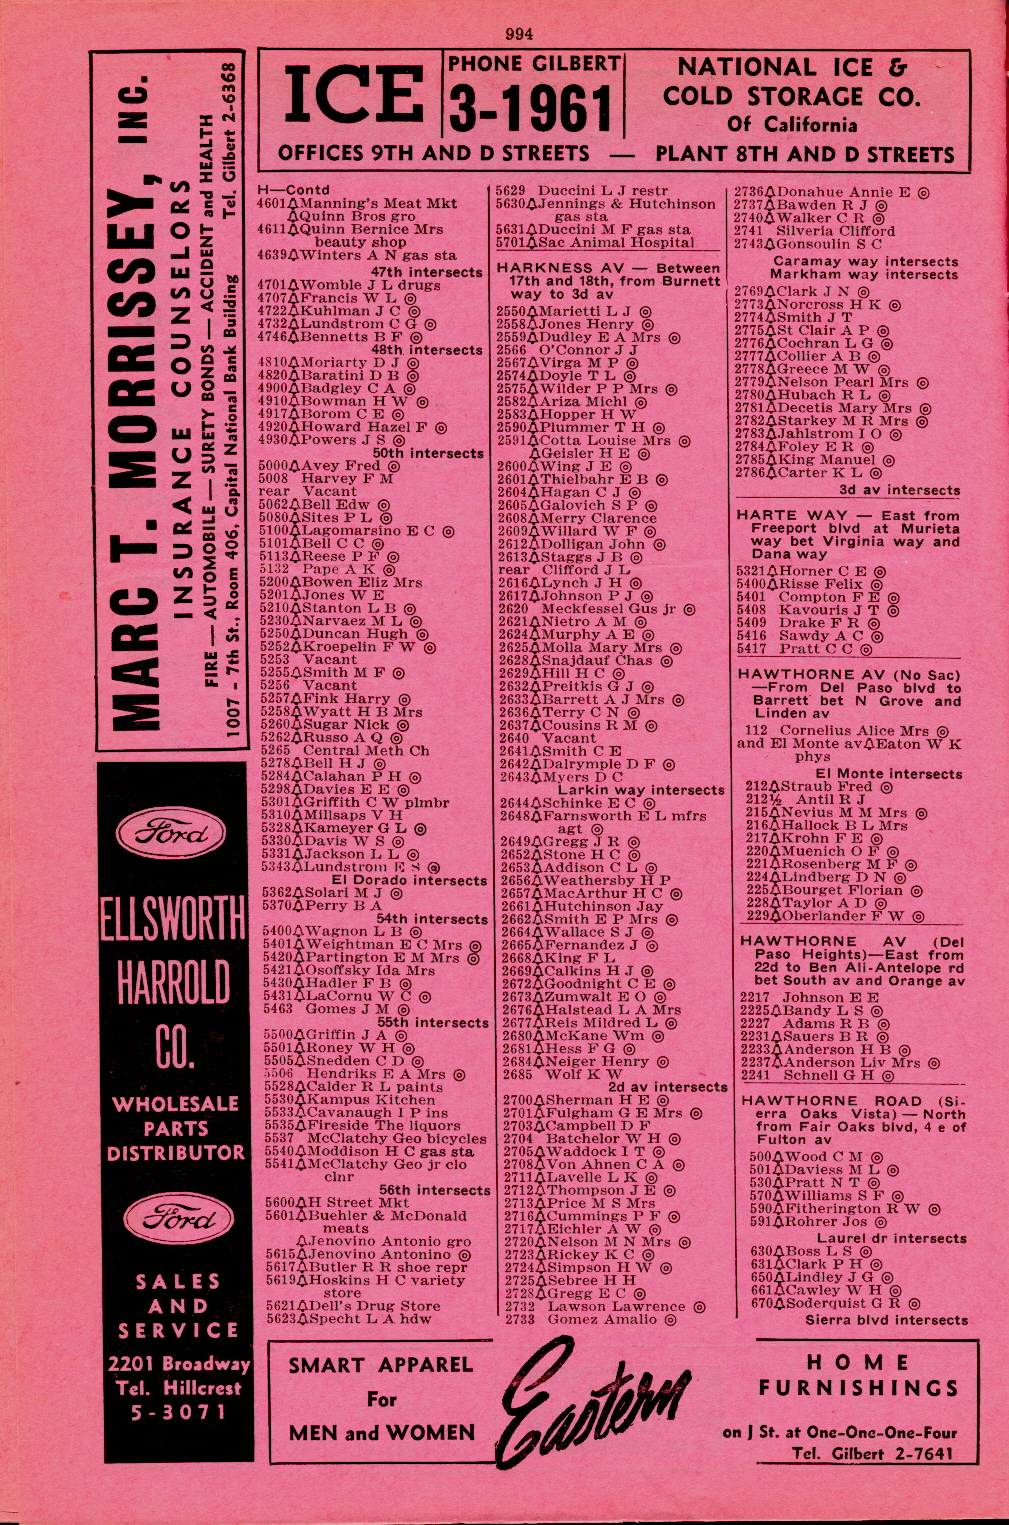 994
MARC T. MORRISSEY, INC.
INSURANCE COUNSELORS
FIRE — AUTOMOBILE — SURETY BONDS — ACCIDENT and HEALTH
1007 - 7th St., Room 406, Capital National Bank Building Tel. Gilbert 2-6368
ICE
PHONE GILBERT
3-1961
NATIONAL ICE &
COLD STORAGE CO.
Of California
OFFICES 9TH AND D STREETS — PLANT 8TH AND D STREETS
Ford
ELLSWORTH
HARROLD
CO.
WHOLESALE
PARTS
DISTRIBUTOR
Ford
SALES
AND
SERVICE
2201 Broadway
Tel. Hillcrest
5-3071
H—Contd
4601△Manning's Meat Mkt
△Quinn Bros gro
4611△Quinn Bernice Mrs
beauty shop
4639△Winters A N gas sta
47th intersects
4701△Womble J L drugs
4707△Francis W L ◎
4722△Kuhlman J C ◎
4732△Lundstrom C G ◎
4746△Bennetts B F ◎
48th intersects
4810△Moriarty D J ◎
4820△Baratini D H ◎
4900△Badgley C A ◎
4910△Bowman H W ◎
4917△Borom C E ◎
4920△Howard Hazel F ◎
4930△Powers J S ◎
50th intersects
5000△Avey Fred ◎
5008 Harvey F M
rear Vacant
5062△Bell Edw ◎
5080△Sites P L ◎
5100△Lagomarsino E C ◎
5101△Bell C C ◎
5113△Reese P F ◎
5132 Pape A K ◎
5200△Bowen Eliz Mrs
5201△Jones W E
5210△Stanton L B ◎
5230△Narvaez M L ◎
5250△Duncan Hugh ◎
5252△Kroepelin F W ◎
5253 Vacant
5255△Smith M F ◎
5256 Vacant
5257△Fink Harry ◎
5258△Wyatt H B Mrs
5260△Sugar Nick ◎
5262△Russo A Q ◎
5265 Central Meth Ch
5278△Bell H J ◎
5284△Calahan P H ◎
5298△Davies E E ◎
5301△Griffith C W plmbr
5310△Millsaps V H
5328△Kameyer G L ◎
5330△Davis W S ◎
5331△Jackson L L ◎
5343△Lundstrom E S ◎
El Dorado intersects
5362△Solari M J ◎
5370△Perry B A
54th intersects
5400△Wagnon L B ◎
5401△Weightman E C Mrs ◎
5420△Partington E M Mrs ◎
5421△Osoffsky Ida Mrs
5430△Hadler F B ◎
5431△LaCornu W C ◎
5463 Gomes J M ◎
55th intersects
5500△Griffin J A ◎
5501△Roney W H ◎
5505△Snedden C D ◎
5506 Hendriks E A Mrs ◎
5528△Calder R L paints
5530△Kampus Kitchen
5533△Cavanaugh I P ins
5535△Fireside The liquors
5537 McClatchy Geo bicycles
5540△Moddison H C gas sta
5541△McClatchy Geo jr clo
clnr
56th intersects
5600△H Street Mkt
5601△Buehler & McDonald
meats
△Jenovino Antonio gro
5615△Jenovino Antonino ◎
5617△Butler R R shoe repr
5619△Hoskins H C variety
store
5621△Dell's Drug Store
5623△Specht L A hdw
5629 Duccini L J restr
5630△Jennings & Hutchinson
gas sta
5631△Duccini M F gas sta
5701△Sac Animal Hospital
HARKNESS AV — Between
17th and 18th, from Burnett
way to 3d av
2550△Marietti L J ◎
2558△Jones Henry ◎
2559△Dudley E A Mrs ◎
2566 O'Connor J J
2567△Virga M P ◎
2574△Doyle T L ◎
2575△Wilder P P Mrs ◎
2582△Ariza Michl ◎
2583△Hopper H W
2590△Plummer T H ◎
2591△Cotta Louise Mrs ◎
△Geisler H E ◎
2600△Wing J E ◎
2601△Thielbahr E B ◎
2604△Hagan C J ◎
2605△Galovich S P ◎
2608△Merry Clarence
2609△Willard W F ◎
2612△Dolligan John ◎
2613△Staggs J B ◎
rear Clifford J L
2616△Lynch J H ◎
2617△Johnson P J ◎
2620 Meckfessel Gus jr ◎
2621△Nietro A M ◎
2624△Murphy A E ◎
2625△Molla Mary Mrs ◎
2628△Snajdauf Chas ◎
2629△Hill H C ◎
2632△Preitkis G J ◎
2633△Barrett A J Mrs ◎
2636△Terry C N ◎
2637△Cousins R M ◎
2640 Vacant
2641△Smith C E
2642△Dalrymple D F ◎
2643△Myers D C
Larkin way intersects
2644△Schinke E C ◎
2648△Farnsworth E L mfrs
agt ◎
2649△Gregg J R ◎
2652△Stone H C ◎
2653△Addison C L ◎
2656△Weathersby H P
2657△MacArthur H C ◎
2661△Hutchinson Jay
2662△Smith E P Mrs ◎
2664△Wallace S J ◎
2665△Fernandez J ◎
2668△King F L
2669△Calkins H J ◎
2672△Goodnight C E ◎
2673△Zumwalt E O ◎
2676△Halstead L A Mrs
2677△Reis Mildred L ◎
2680△McKane Wm ◎
2681△Hess F G ◎
2684△Neiger Henry ◎
2685 Wolf K W
2d av intersects
2700△Sherman H E ◎
2701△Fulgham G E Mrs ◎
2703△Campbell D F
2704 Batchelor W H ◎
2705△Waddock I T ◎
2708△Von Ahnen C A ◎
2711△Lavelle L K ◎
2712△Thompson J E ◎
2713△Price M S Mrs
2716△Cummings P F ◎
2717△Eichler A W ◎
2720△Nelson M N Mrs ◎
2723△Rickey K C ◎
2724△Simpson H W ◎
2725△Sebree H H
2728△Gregg E C ◎
2732 Lawson Lawrence ◎
2733 Gomez Amalio ◎
2736△Donahue Annie E ◎
2737△Bawden R J ◎
2740△Walker C R ◎
2741 Silveria Clifford
2743△Gonsoulin S C
Caramay way intersects
Markham way intersects
2769△Clark J N ◎
2773△Norcross H K ◎
2774△Smith J T
2775△St Clair A P ◎
2776△Cochran L G ◎
2777△Collier A B ◎
2778△Greece M W ◎
2779△Nelson Pearl Mrs ◎
2780△Hubach R L ◎
2781△Decetis Mary Mrs ◎
2782△Starkey M R Mrs ◎
2783△Jahlstrom I O ◎
2784△Foley E R ◎
2785△King Manuel ◎
2786△Carter K L ◎
3d av intersects
HARTE WAY — East from
Freeport blvd at Murieta
way bet Virginia way and
Dana way
5321△Horner C E ◎
5400△Risse Felix ◎
5401 Compton F E ◎
5408 Kavouris J T ◎
5409 Drake F R ◎
5416 Sawdy A C ◎
5417 Pratt C C ◎
HAWTHORNE AV (No Sac)
—From Del Paso blvd to
Barrett bet N Grove and
Linden av
112 Cornelius Alice Mrs ◎
and El Monte av△Eaton W K
phys
El Monte intersects
212△Straub Fred ◎
212½ Antil R J
215△Nevius M M Mrs ◎
216△Hallock B L Mrs
217△Krohn F E ◎
220△Muenich O F ◎
221△Rosenberg M F ◎
224△Lindberg D N ◎
225△Bourget Florian ◎
228△Taylor A D ◎
229△Oberlander F W ◎
HAWTHORNE AV (Del
Paso Heights)—East from
22d to Ben Ali-Antelope rd
bet South av and Orange av
2217 Johnson E E
2225△Bandy L S ◎
2227 Adams R B ◎
2231△Sauers B R ◎
2233△Anderson H B ◎
2237△Anderson Liv Mrs ◎
2241 Schnell G H ◎
HAWTHORNE ROAD (Si-
erra Oaks Vista) — North
from Fair Oaks blvd, 4 e of
Fulton av
500△Wood C M ◎
501△Daviess M L ◎
530△Pratt N T ◎
570△Williams S F ◎
590△Fitherington R W ◎
591△Rohrer Jos ◎
Laurel dr intersects
630△Boss L S ◎
631△Clark P H ◎
650△Lindley J G ◎
661△Cawley W H ◎
670△Soderquist G R ◎
Sierra blvd intersects
SMART APPAREL
For
MEN and WOMEN
Eastern
HOME
FURNISHINGS
on J St. at One-One-One-Four
Tel. Gilbert 2-7641